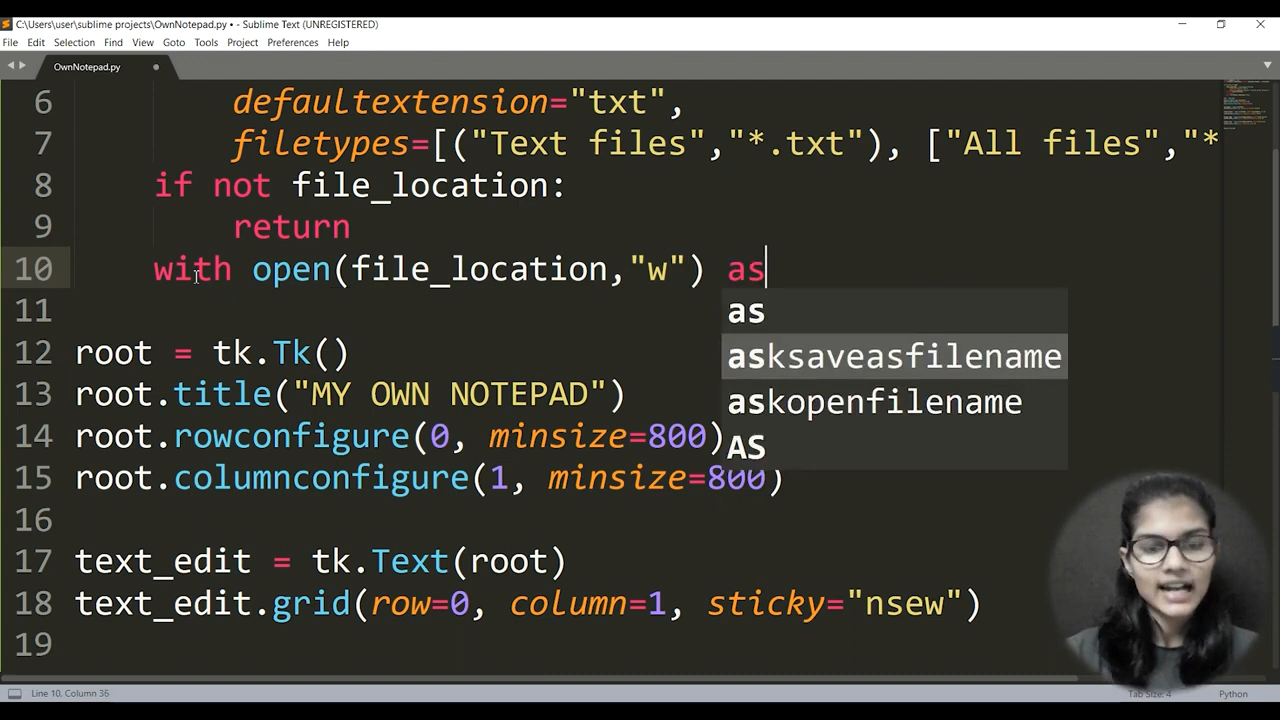 C:\Users\user\sublime projects\OwnNotepad.py • - Sublime Text (UNREGISTERED)
File Edit Selection Find View Goto Tools Project Preferences Help
OwnNotepad.py
6 defaultextension="txt",
7 filetypes=[("Text files","*.txt"), ["All files","*
8 if not file_location:
9 return
10 with open(file_location,"w") as
11 as
12 root = tk.Tk() asksaveasfilename
13 root.title("MY OWN NOTEPAD") askopenfilename
14 root.rowconfigure(0, minsize=800) AS
15 root.columnconfigure(1, minsize=800)
16
17 text_edit = tk.Text(root)
18 text_edit.grid(row=0, column=1, sticky="nsew")
19
Line 10, Column 36 Tab Size: 4 Python